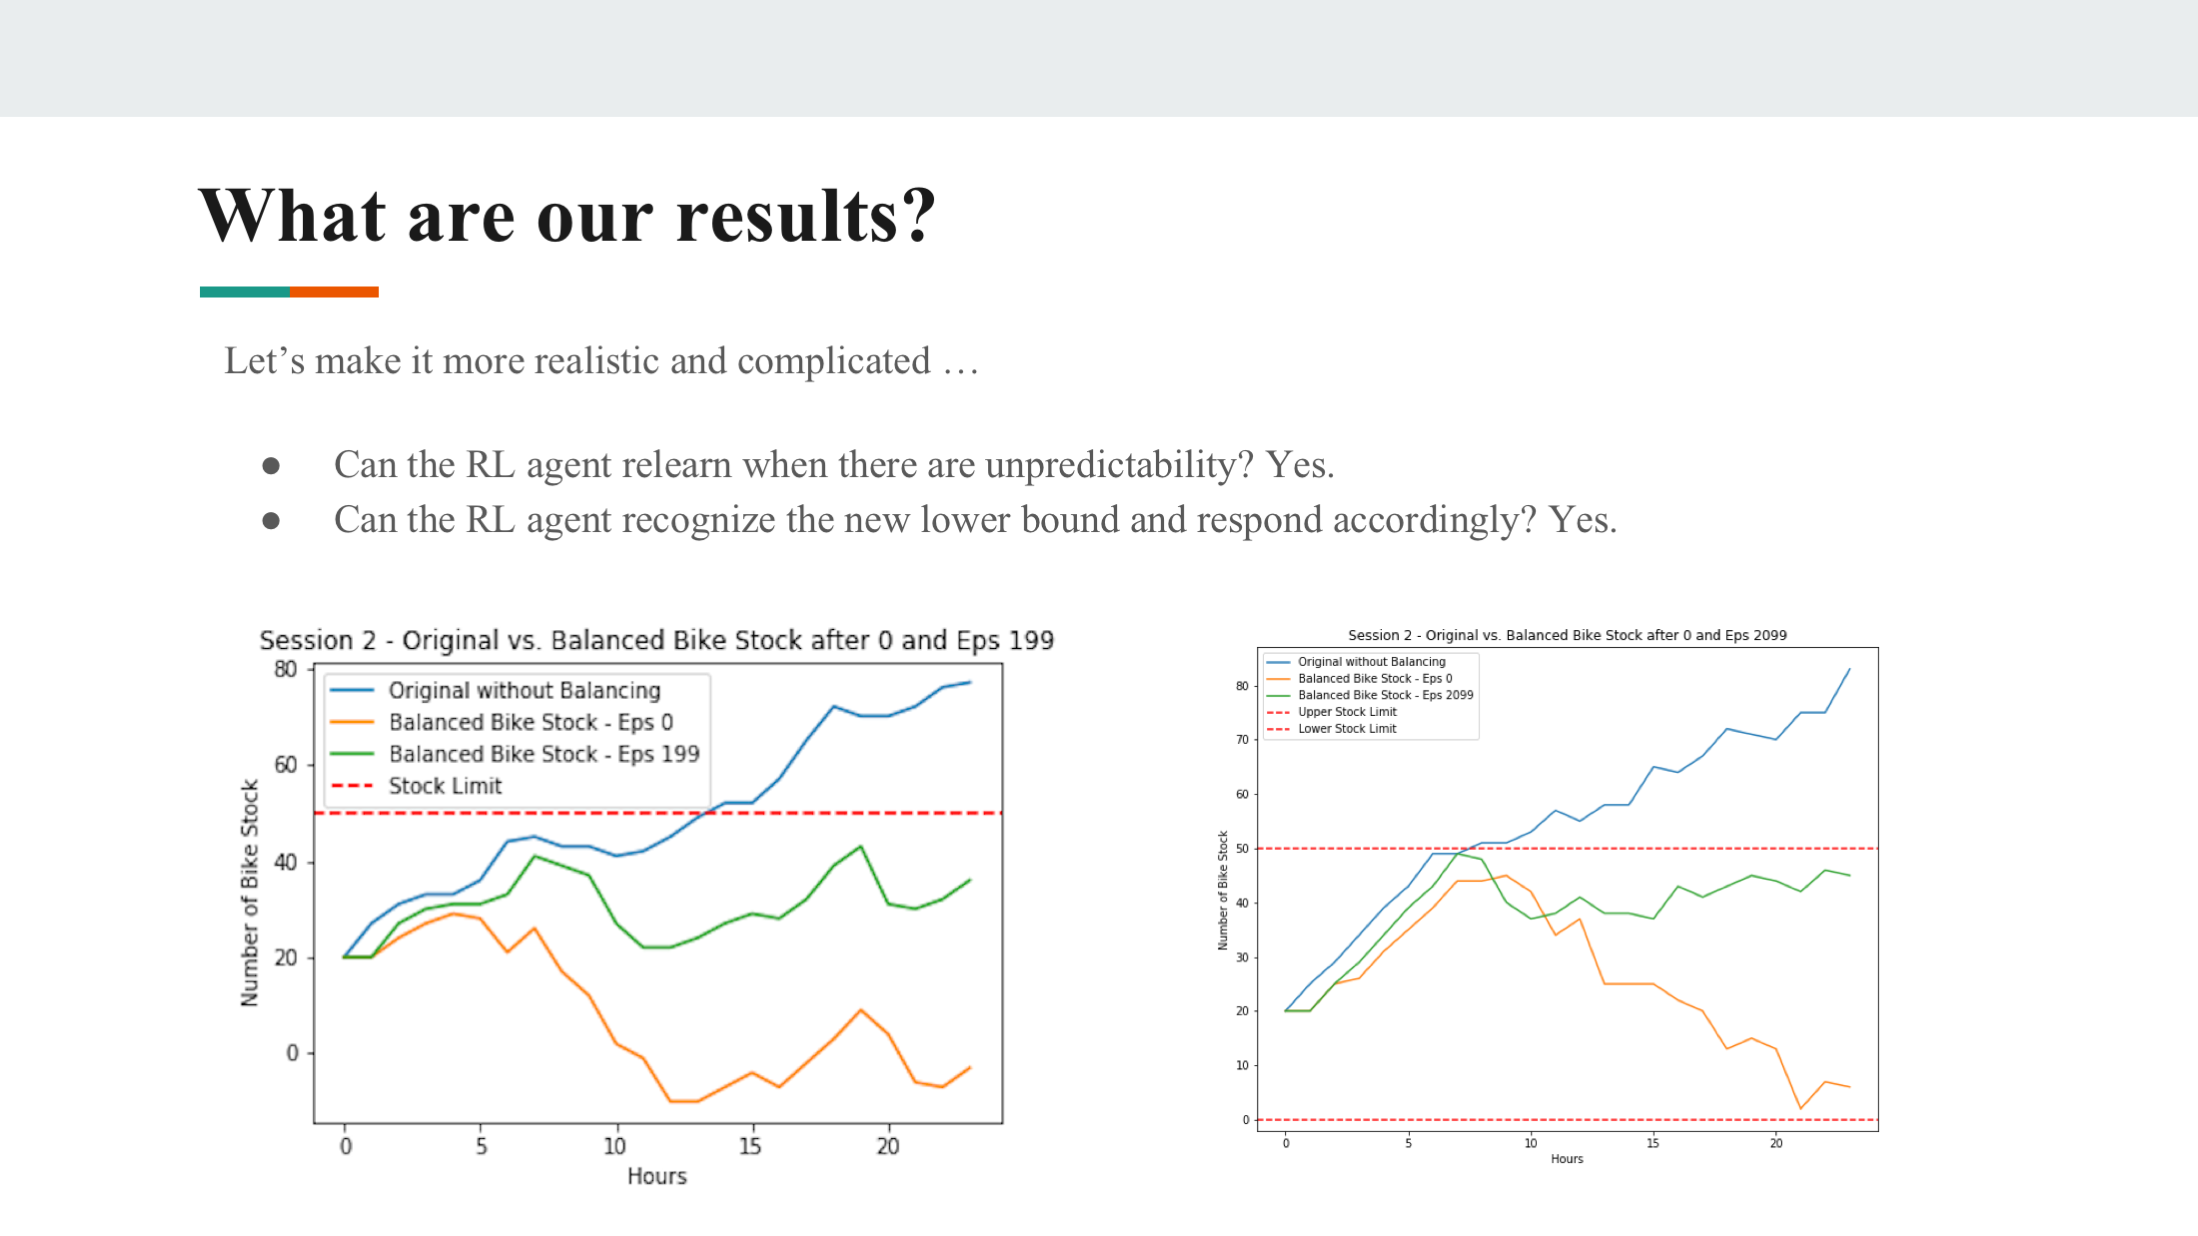 What are our results?
Let’s make it more realistic and complicated …
● Can the RL agent relearn when there are unpredictability? Yes.
● Can the RL agent recognize the new lower bound and respond accordingly? Yes.
Session 2 - Original vs. Balanced Bike Stock after 0 and Eps 199
Original without Balancing
Balanced Bike Stock - Eps 0
Balanced Bike Stock - Eps 199
Stock Limit
Number of Bike Stock
80
60
40
20
0
0 5 10 15 20
Hours
Session 2 - Original vs. Balanced Bike Stock after 0 and Eps 2099
Original without Balancing
Balanced Bike Stock - Eps 0
Balanced Bike Stock - Eps 2099
Upper Stock Limit
Lower Stock Limit
Number of Bike Stock
80
70
60
50
40
30
20
10
0
0 5 10 15 20
Hours